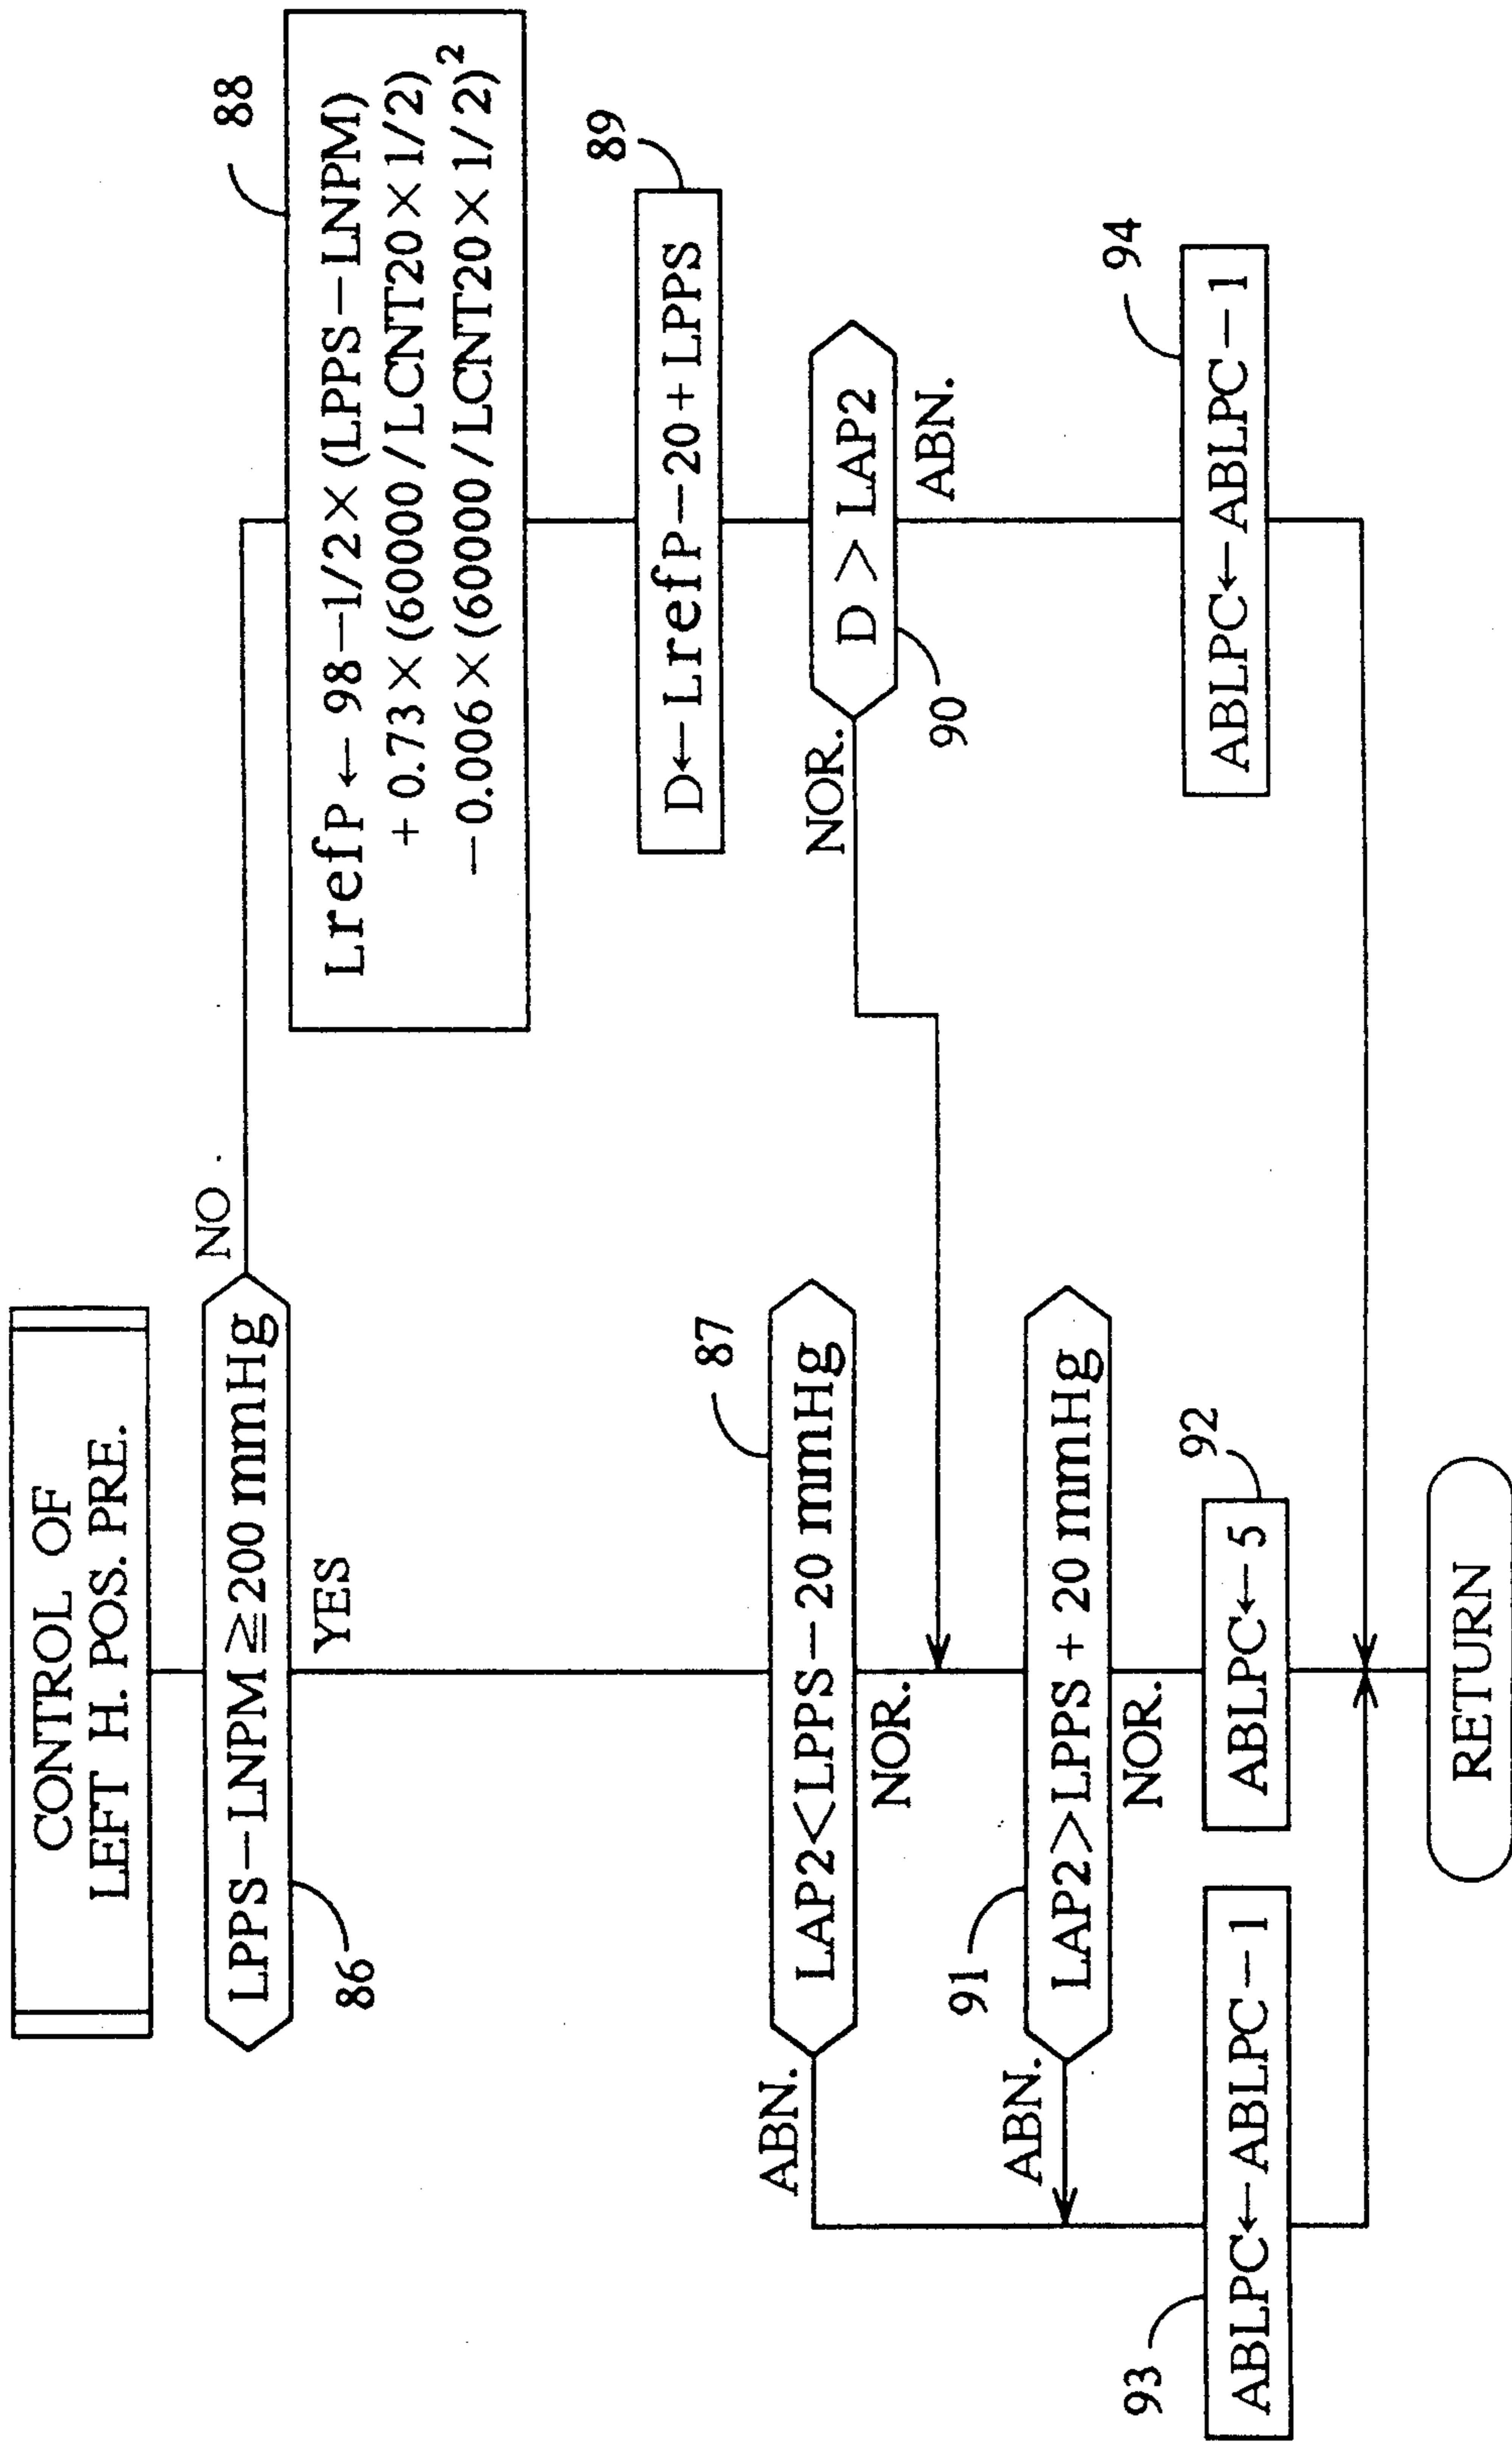 CONTROL OF
LEFT H. POS. PRE.
LPPS−LNPM≧200 mmHg
86
NO
YES
88
LrefP ← 98−1/2×(LPPS−LNPM)
+0.73×(60000/LCNT20×1/2)
−0.006×(60000/LCNT20×1/2)²
89
D←LrefP−20+LPPS
87
LAP2<LPPS−20 mmHg
ABN.
NOR.
D > LAP2
90
NOR.
ABN.
91
LAP2>LPPS+20 mmHg
ABN.
NOR.
93
ABLPC←ABLPC−1
92
ABLPC←5
94
ABLPC←ABLPC−1
RETURN